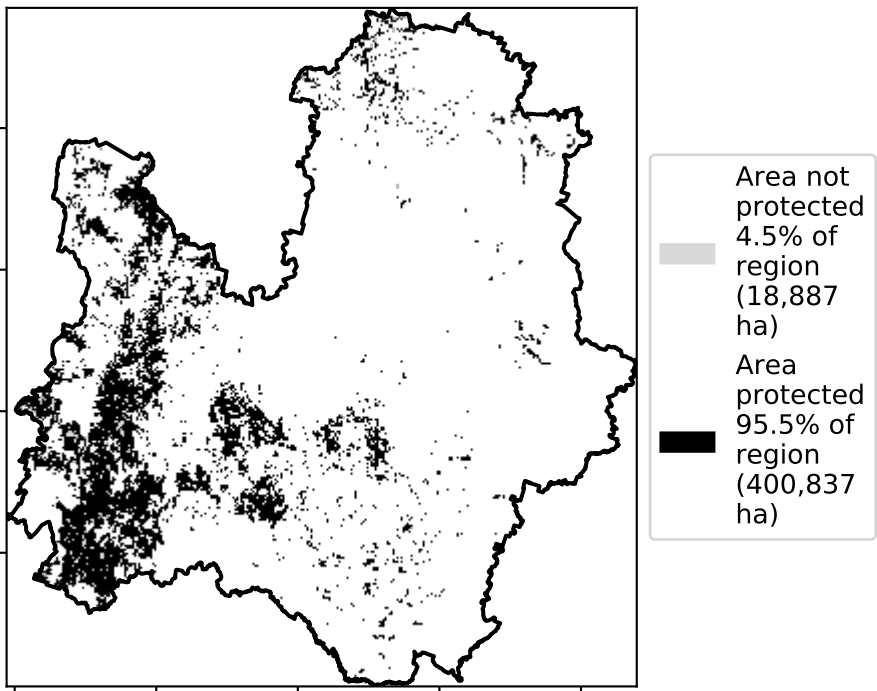 Area not
protected
4.5% of
region
(18,887
ha)
Area
protected
95.5% of
region
(400,837
ha)